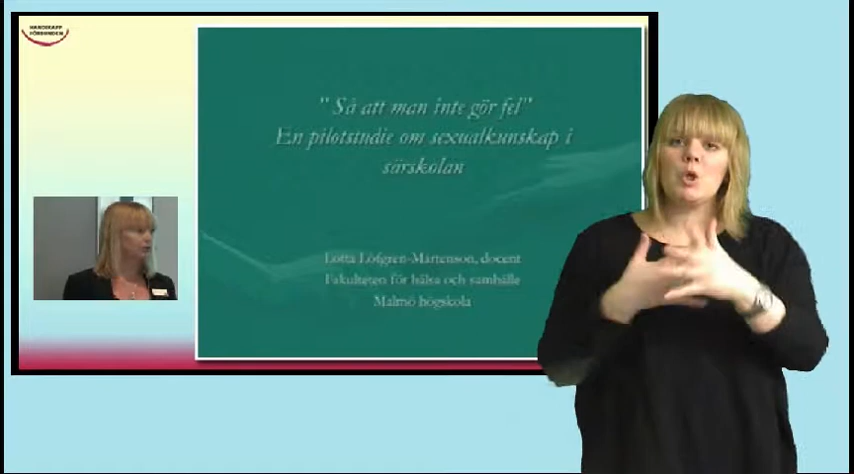 HANDIKAPP
FÖRBUNDEN
" Så att man inte gör fel"
En pilotstudie om sexualkunskap i
särskolan
Lotta Löfgren-Mårtenson, docent
Fakulteten för hälsa och samhälle
Malmö högskola